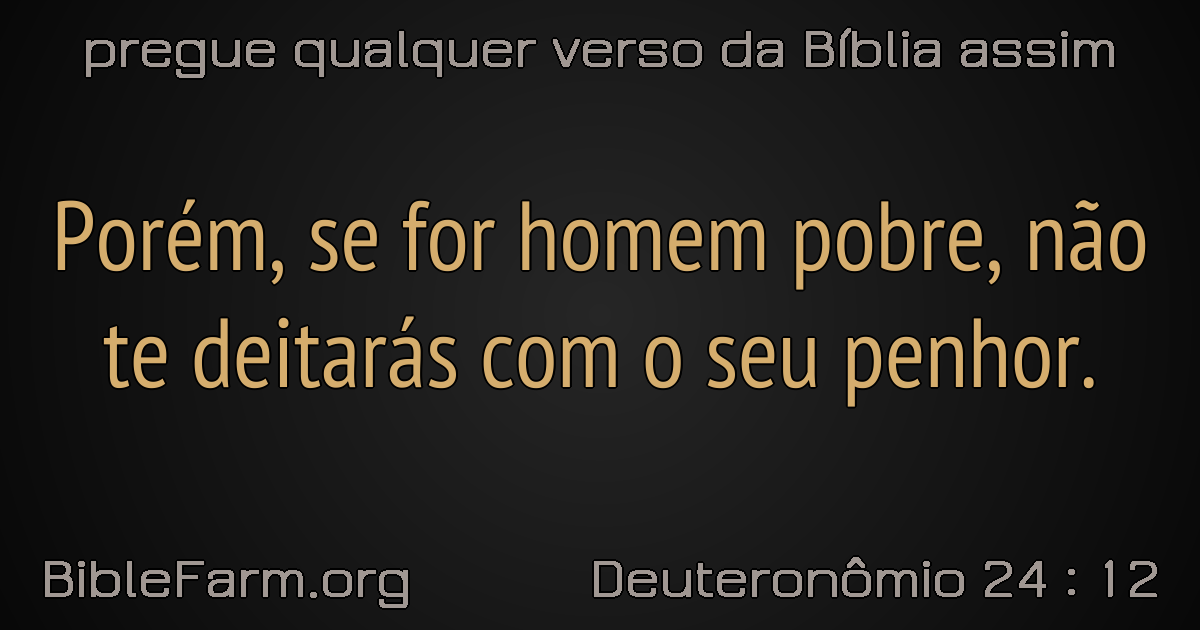 pregue qualquer verso da Bíblia assim
Porém, se for homem pobre, não
te deitarás com o seu penhor.
BibleFarm.org
Deuteronômio 24 : 12